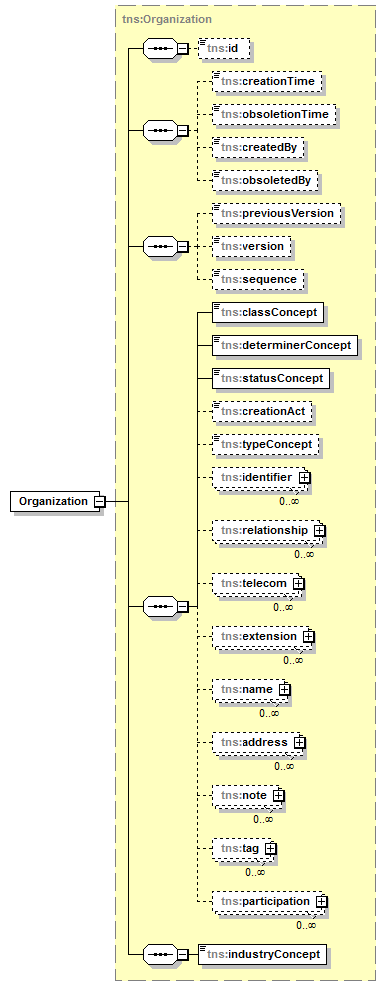 tns:Organization
tns:id
tns:creationTime
tns:obsoletionTime
tns:createdBy
tns:obsoletedBy
tns:previousVersion
tns:version
tns:sequence
tns:classConcept
tns:determinerConcept
tns:statusConcept
tns:creationAct
tns:typeConcept
tns:identifier
0..∞
Organization
tns:relationship
0..∞
tns:telecom
0..∞
tns:extension
0..∞
tns:name
0..∞
tns:address
0..∞
tns:note
0..∞
tns:tag
0..∞
tns:participation
0..∞
tns:industryConcept